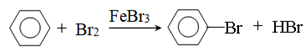 + Br₂ FeBr₃ → Br + HBr